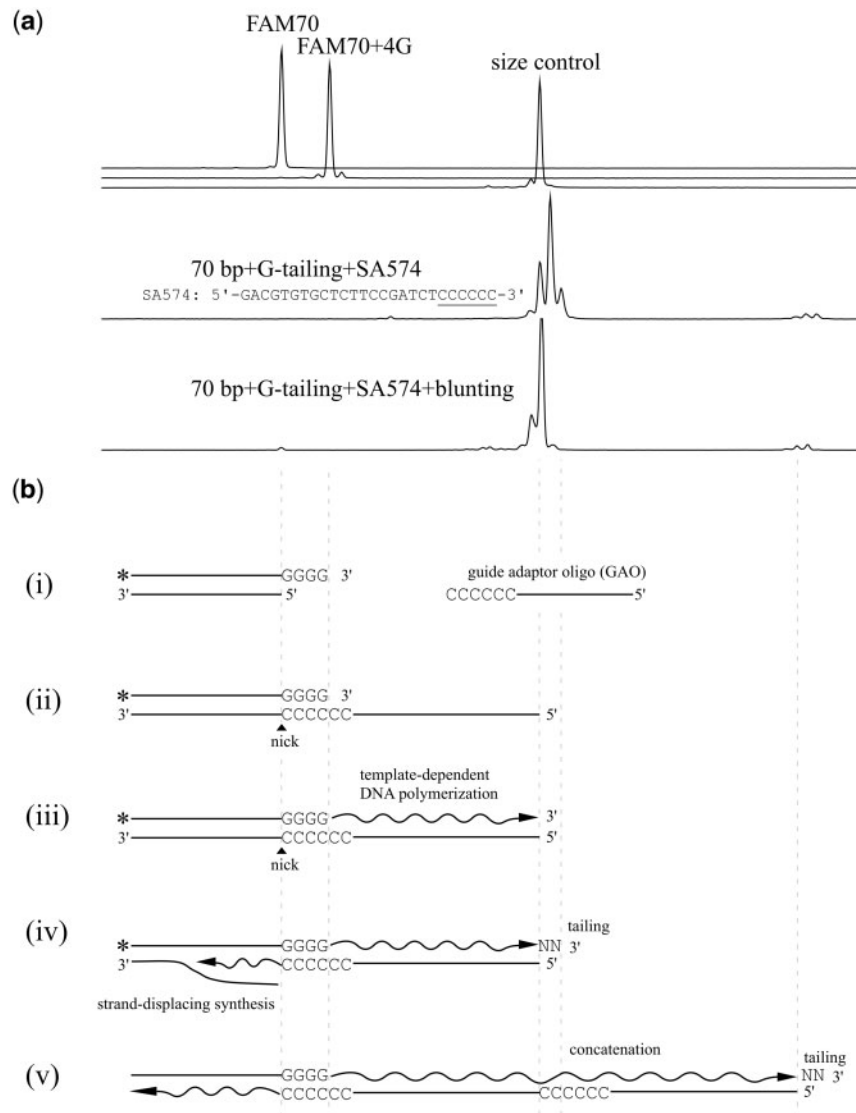 (a)
FAM70
FAM70+4G
size control
70 bp+G-tailing+SA574
SA574: 5'-GACGTGTGCTCTTCCGATCTCCCCCC-3'
70 bp+G-tailing+SA574+blunting
(b)
(i)
*
GGGG 3'
3'
5'
guide adaptor oligo (GAO)
CCCCCC
5'
(ii)
*
GGGG 3'
3'
CCCCCC
5'
nick
template-dependent
DNA polymerization
(iii)
*
GGGG
3'
3'
CCCCCC
5'
nick
(iv)
*
GGGG
NN 3'
tailing
3'
CCCCCC
5'
strand-displacing synthesis
concatenation
tailing
(v)
GGGG
NN 3'
CCCCCC
CCCCCC
5'